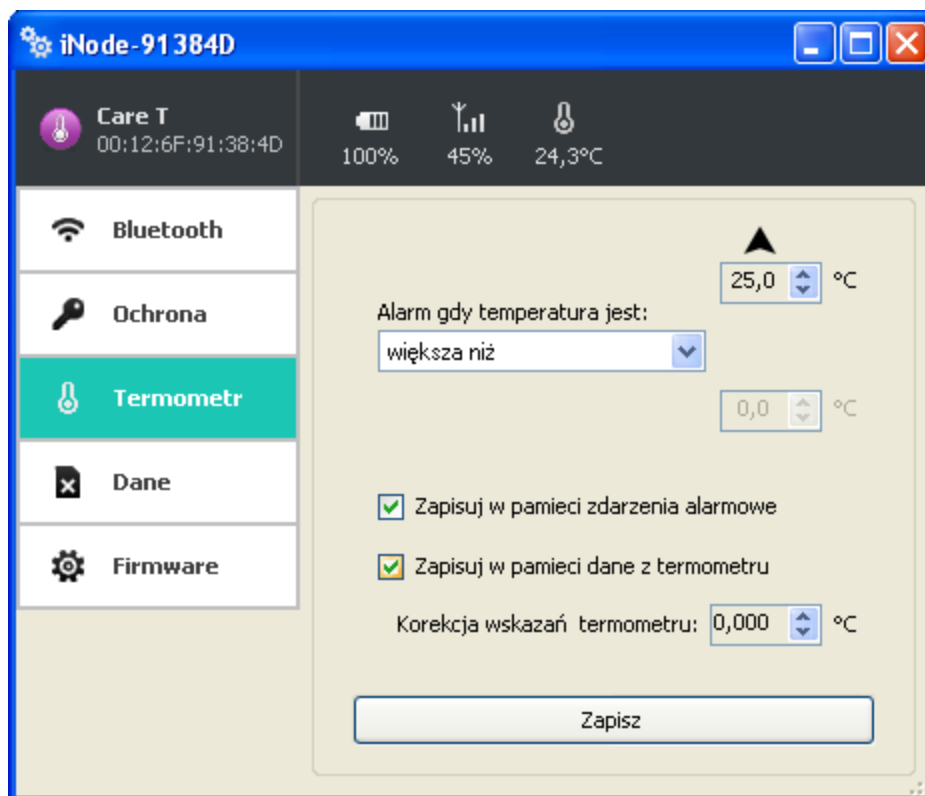 iNode-91384D
Care T
00:12:6F:91:38:4D
100%
45%
24,3°C
Bluetooth
Ochrona
Termometr
Dane
Firmware
25,0 °C
Alarm gdy temperatura jest:
większa niż
0,0 °C
Zapisuj w pamieci zdarzenia alarmowe
Zapisuj w pamieci dane z termometru
Korekcja wskazań termometru: 0,000 °C
Zapisz